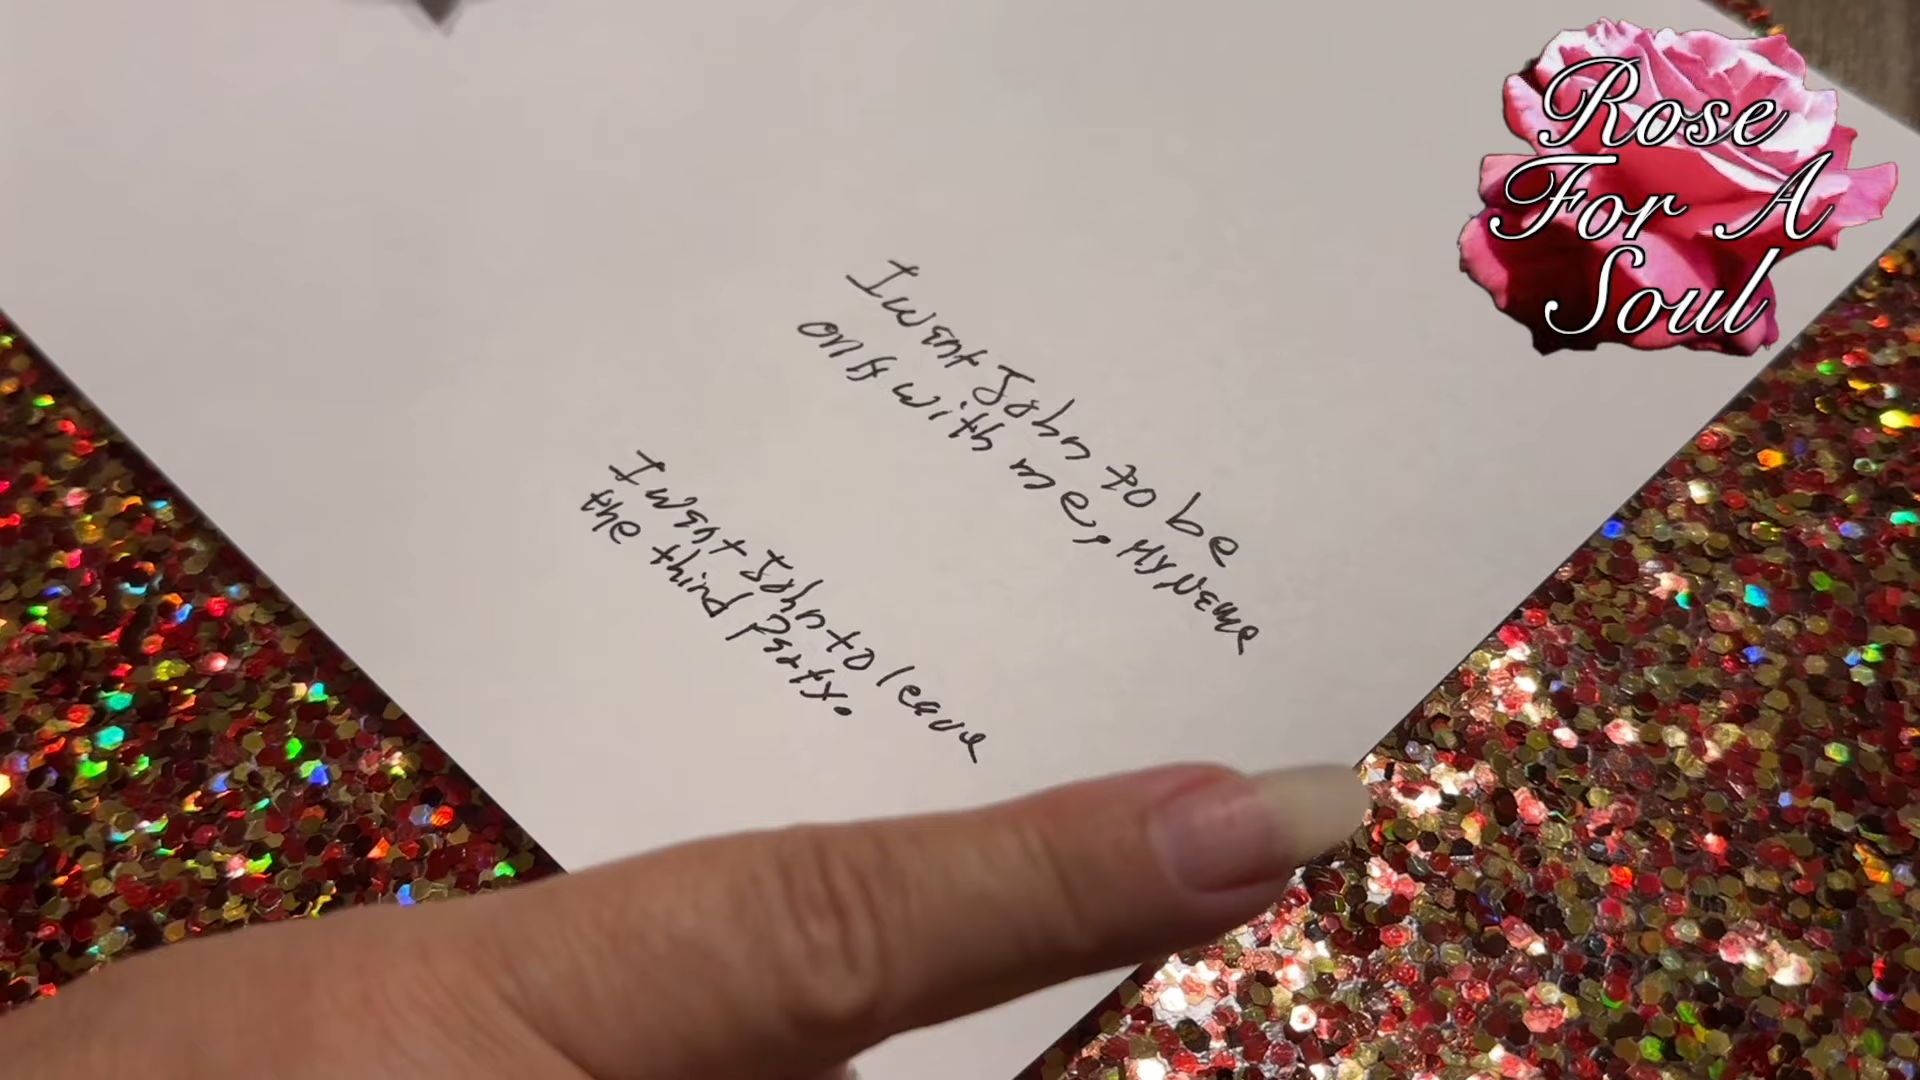 I want John to be
only with me, My Name
I want John to leave
the third party.
Rose
For A
Soul